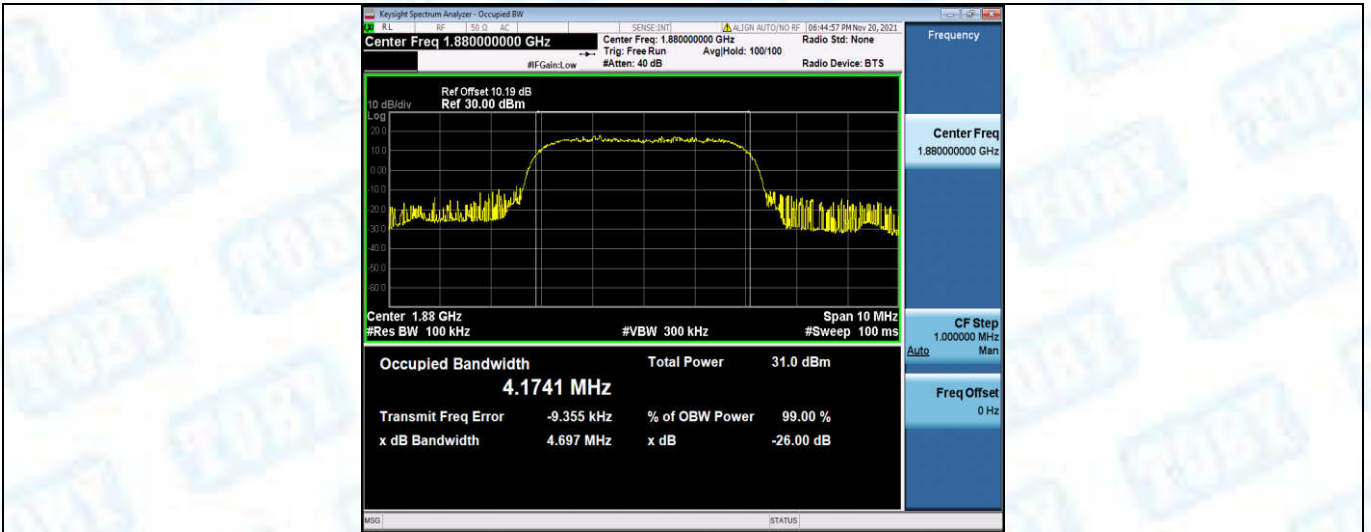 Keysight Spectrum Analyzer - Occupied BW
RL RF 50 Ω AC SENSE:INT ALIGN AUTO/NO RF 06:44:57 PM Nov 20, 2021
Center Freq 1.880000000 GHz
Center Freq: 1.880000000 GHz Radio Std: None
Trig: Free Run Avg|Hold: 100/100
#IFGain:Low #Atten: 40 dB Radio Device: BTS
Ref Offset 10.19 dB
10 dB/div Ref 30.00 dBm
Log
20.0
10.0
0.00
-10.0
-20.0
-30.0
-40.0
-50.0
-60.0
Center 1.88 GHz Span 10 MHz
#Res BW 100 kHz #VBW 300 kHz #Sweep 100 ms
Occupied Bandwidth Total Power 31.0 dBm
4.1741 MHz
Transmit Freq Error -9.355 kHz % of OBW Power 99.00 %
x dB Bandwidth 4.697 MHz x dB -26.00 dB
MSG STATUS
Frequency
Center Freq
1.880000000 GHz
CF Step
1.000000 MHz
Auto Man
Freq Offset
0 Hz